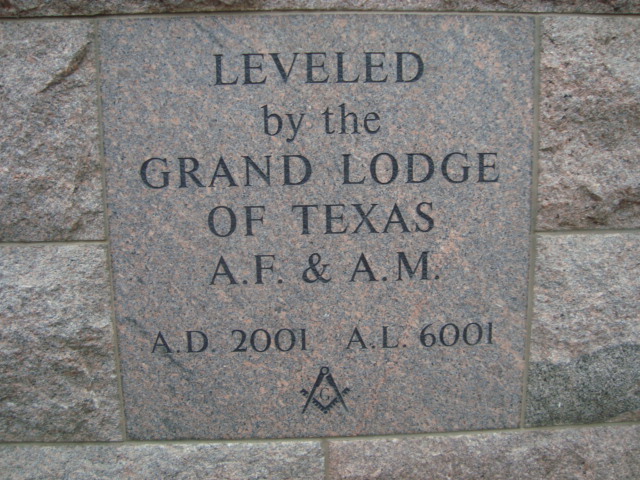 LEVELED
by the
GRAND LODGE
OF TEXAS
A.F. & A.M.
A.D. 2001 A.L. 6001
G